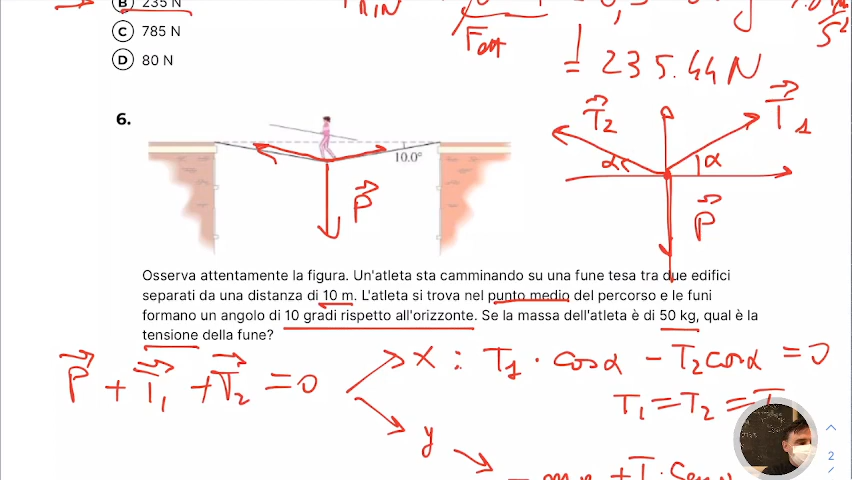 B 235 N
C 785 N
D 80 N
= 235.44 N
6.
10.0°
P
T2
T1
α
α
P
Osserva attentamente la figura. Un'atleta sta camminando su una fune tesa tra due edifici
separati da una distanza di 10 m. L'atleta si trova nel punto medio del percorso e le funi
formano un angolo di 10 gradi rispetto all'orizzonte. Se la massa dell'atleta è di 50 kg, qual è la
tensione della fune?
P + T1 + T2 = 0
x : T1 · cosα - T2 cosα = 0
T1 = T2 = T
y
2